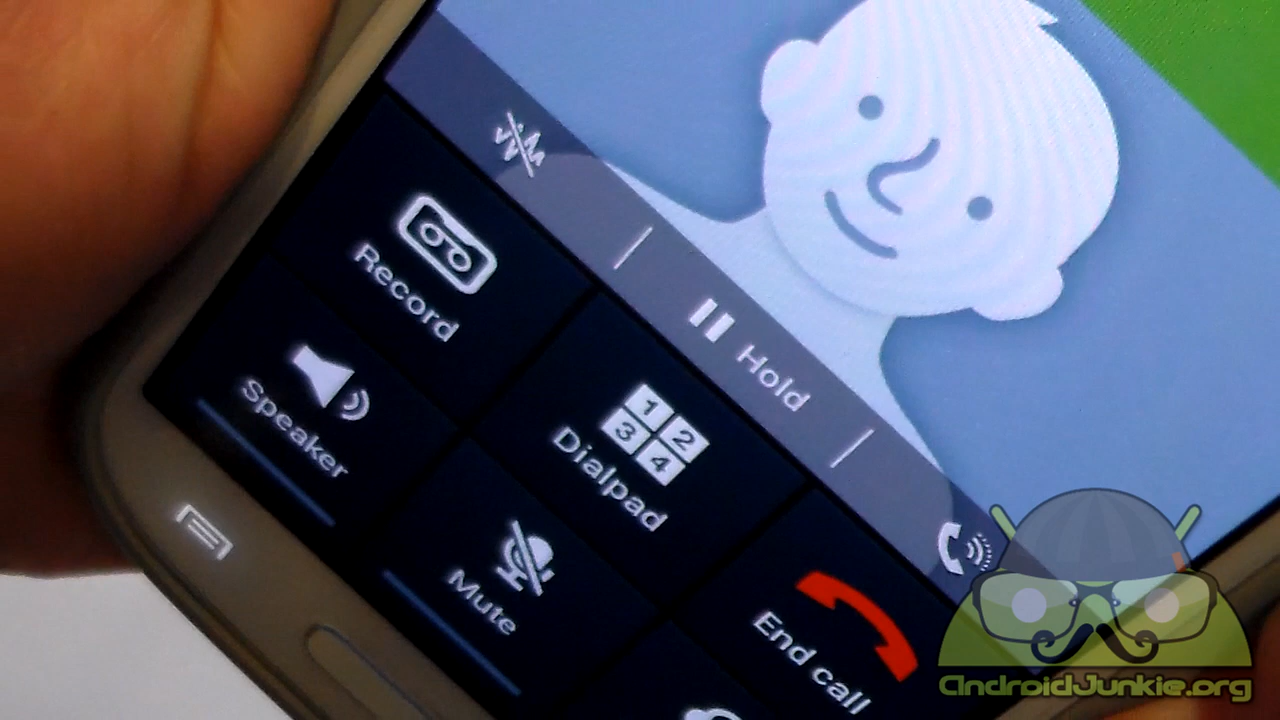 Hold
Record
Dialpad
1 2
3 4
End call
Speaker
Mute
AndroidJunkie.org